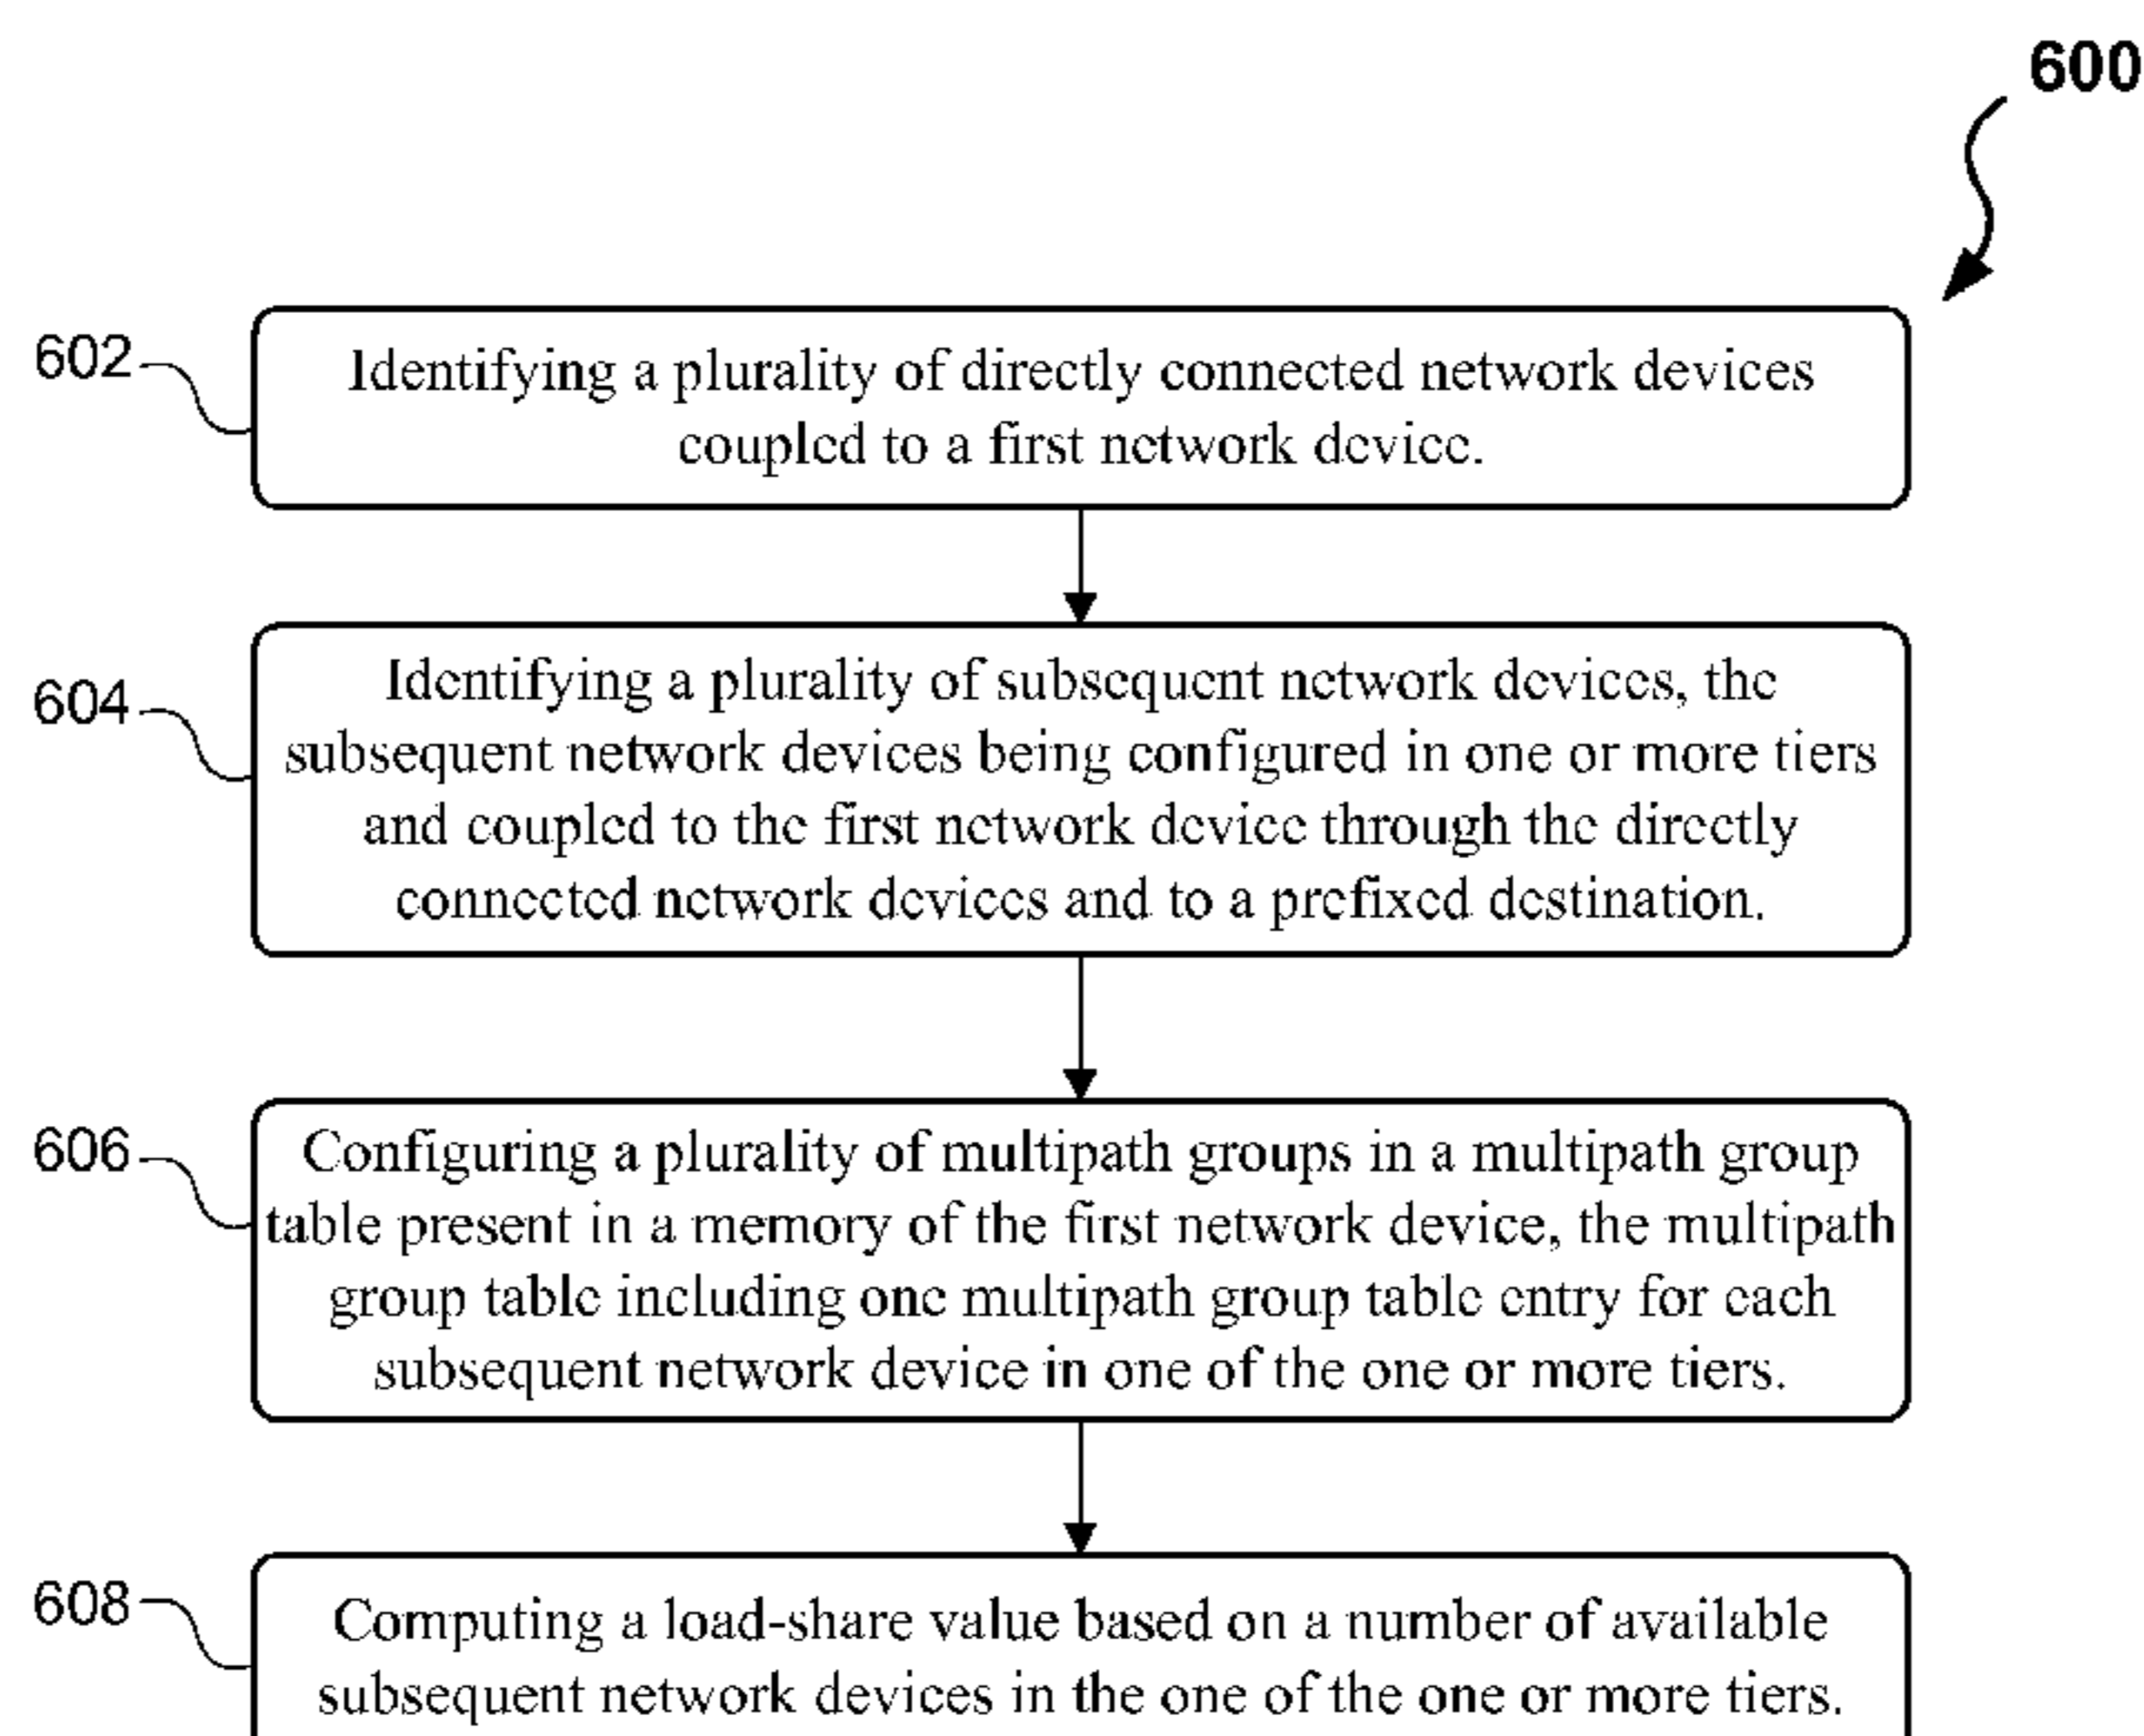 600
602
Identifying a plurality of directly connected network devices
coupled to a first network device.
604
Identifying a plurality of subsequent network devices, the
subsequent network devices being configured in one or more tiers
and coupled to the first network device through the directly
connected network devices and to a prefixed destination.
606
Configuring a plurality of multipath groups in a multipath group
table present in a memory of the first network device, the multipath
group table including one multipath group table entry for each
subsequent network device in one of the one or more tiers.
608
Computing a load-share value based on a number of available
subsequent network devices in the one of the one or more tiers.